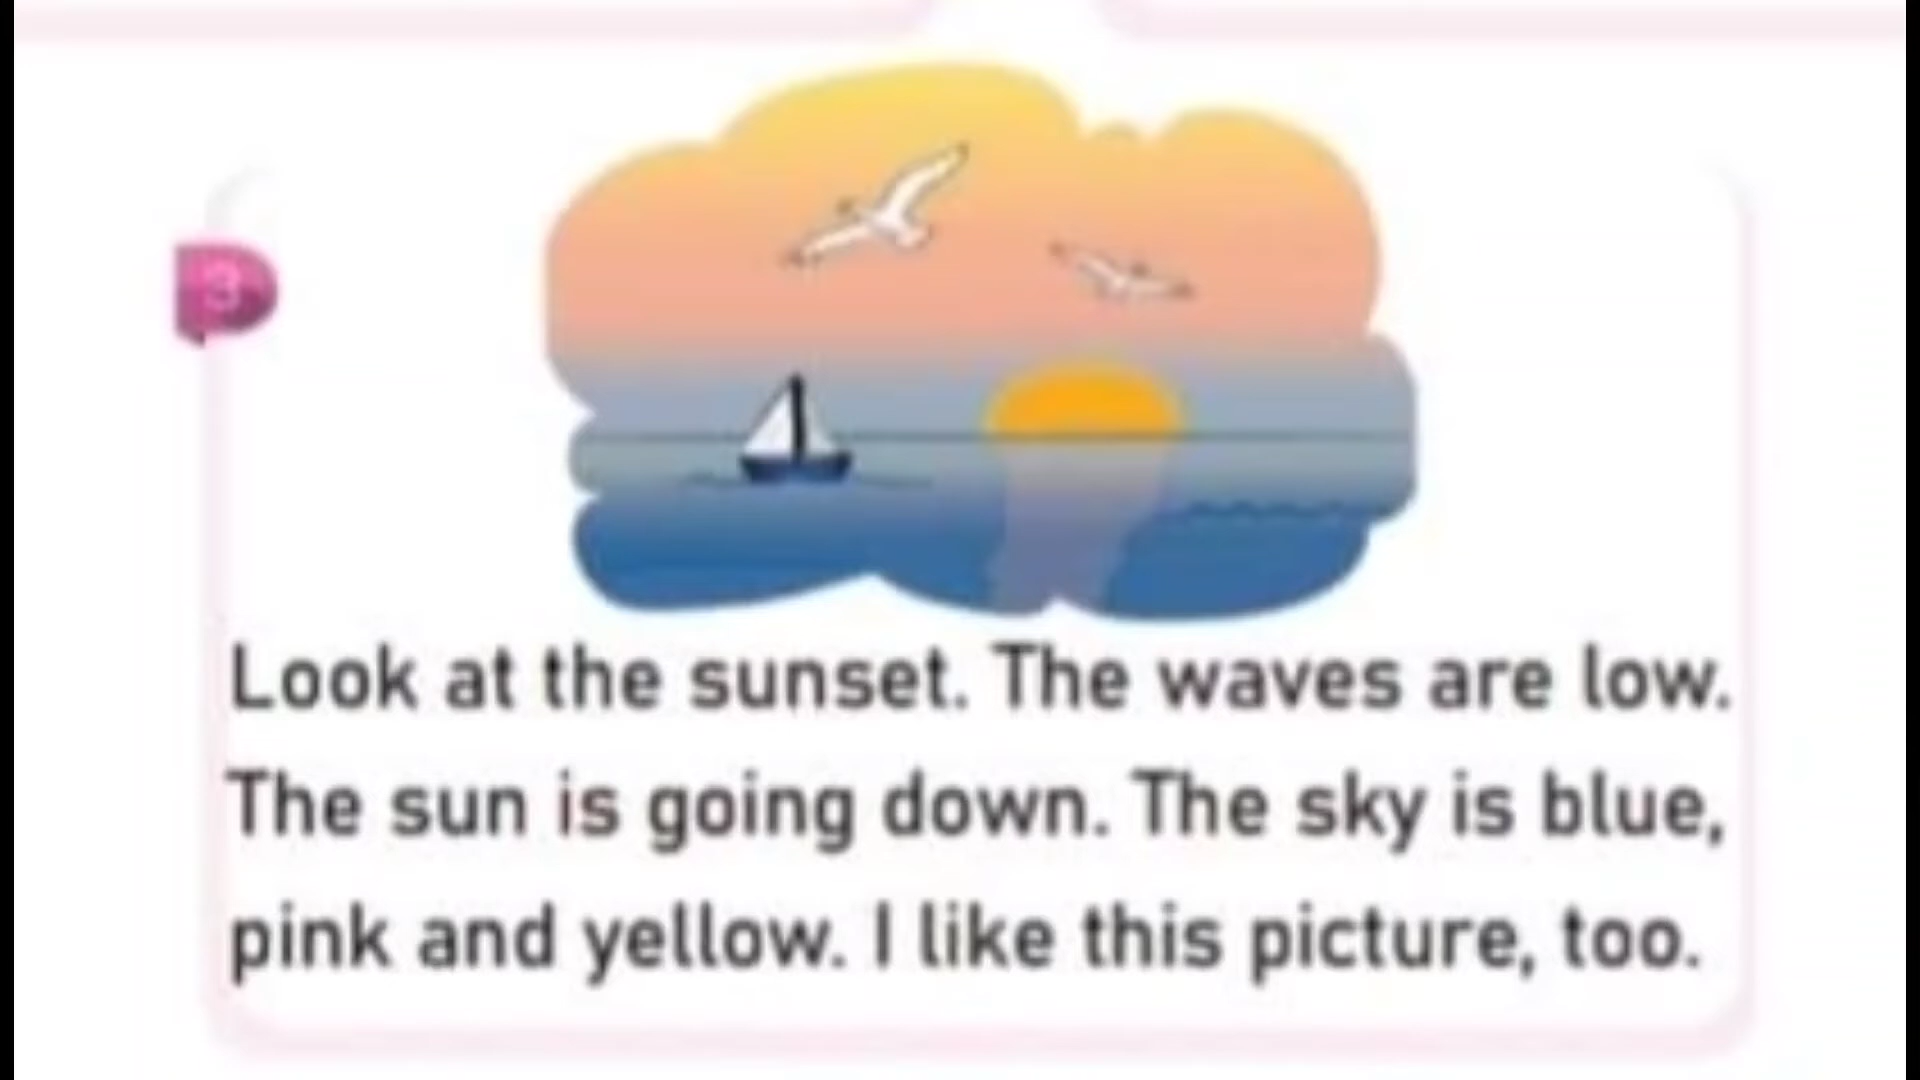 3
Look at the sunset. The waves are low.
The sun is going down. The sky is blue,
pink and yellow. I like this picture, too.